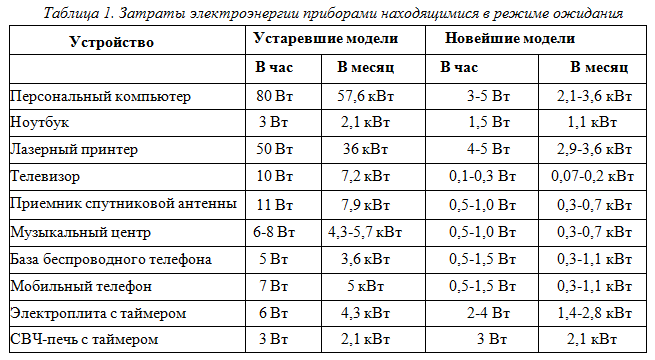 Таблица 1. Затраты электроэнергии приборами находящимися в режиме ожидания
Устройство Устаревшие модели Новейшие модели
В час В месяц В час В месяц
Персональный компьютер 80 Вт 57,6 кВт 3-5 Вт 2,1-3,6 кВт
Ноутбук 3 Вт 2,1 кВт 1,5 Вт 1,1 кВт
Лазерный принтер 50 Вт 36 кВт 4-5 Вт 2,9-3,6 кВт
Телевизор 10 Вт 7,2 кВт 0,1-0,3 Вт 0,07-0,2 кВт
Приемник спутниковой антенны 11 Вт 7,9 кВт 0,5-1,0 Вт 0,3-0,7 кВт
Музыкальный центр 6-8 Вт 4,3-5,7 кВт 0,5-1,0 Вт 0,3-0,7 кВт
База беспроводного телефона 5 Вт 3,6 кВт 0,5-1,5 Вт 0,3-1,1 кВт
Мобильный телефон 7 Вт 5 кВт 0,5-1,5 Вт 0,3-1,1 кВт
Электроплита с таймером 6 Вт 4,3 кВт 2-4 Вт 1,4-2,8 кВт
СВЧ-печь с таймером 3 Вт 2,1 кВт 3 Вт 2,1 кВт